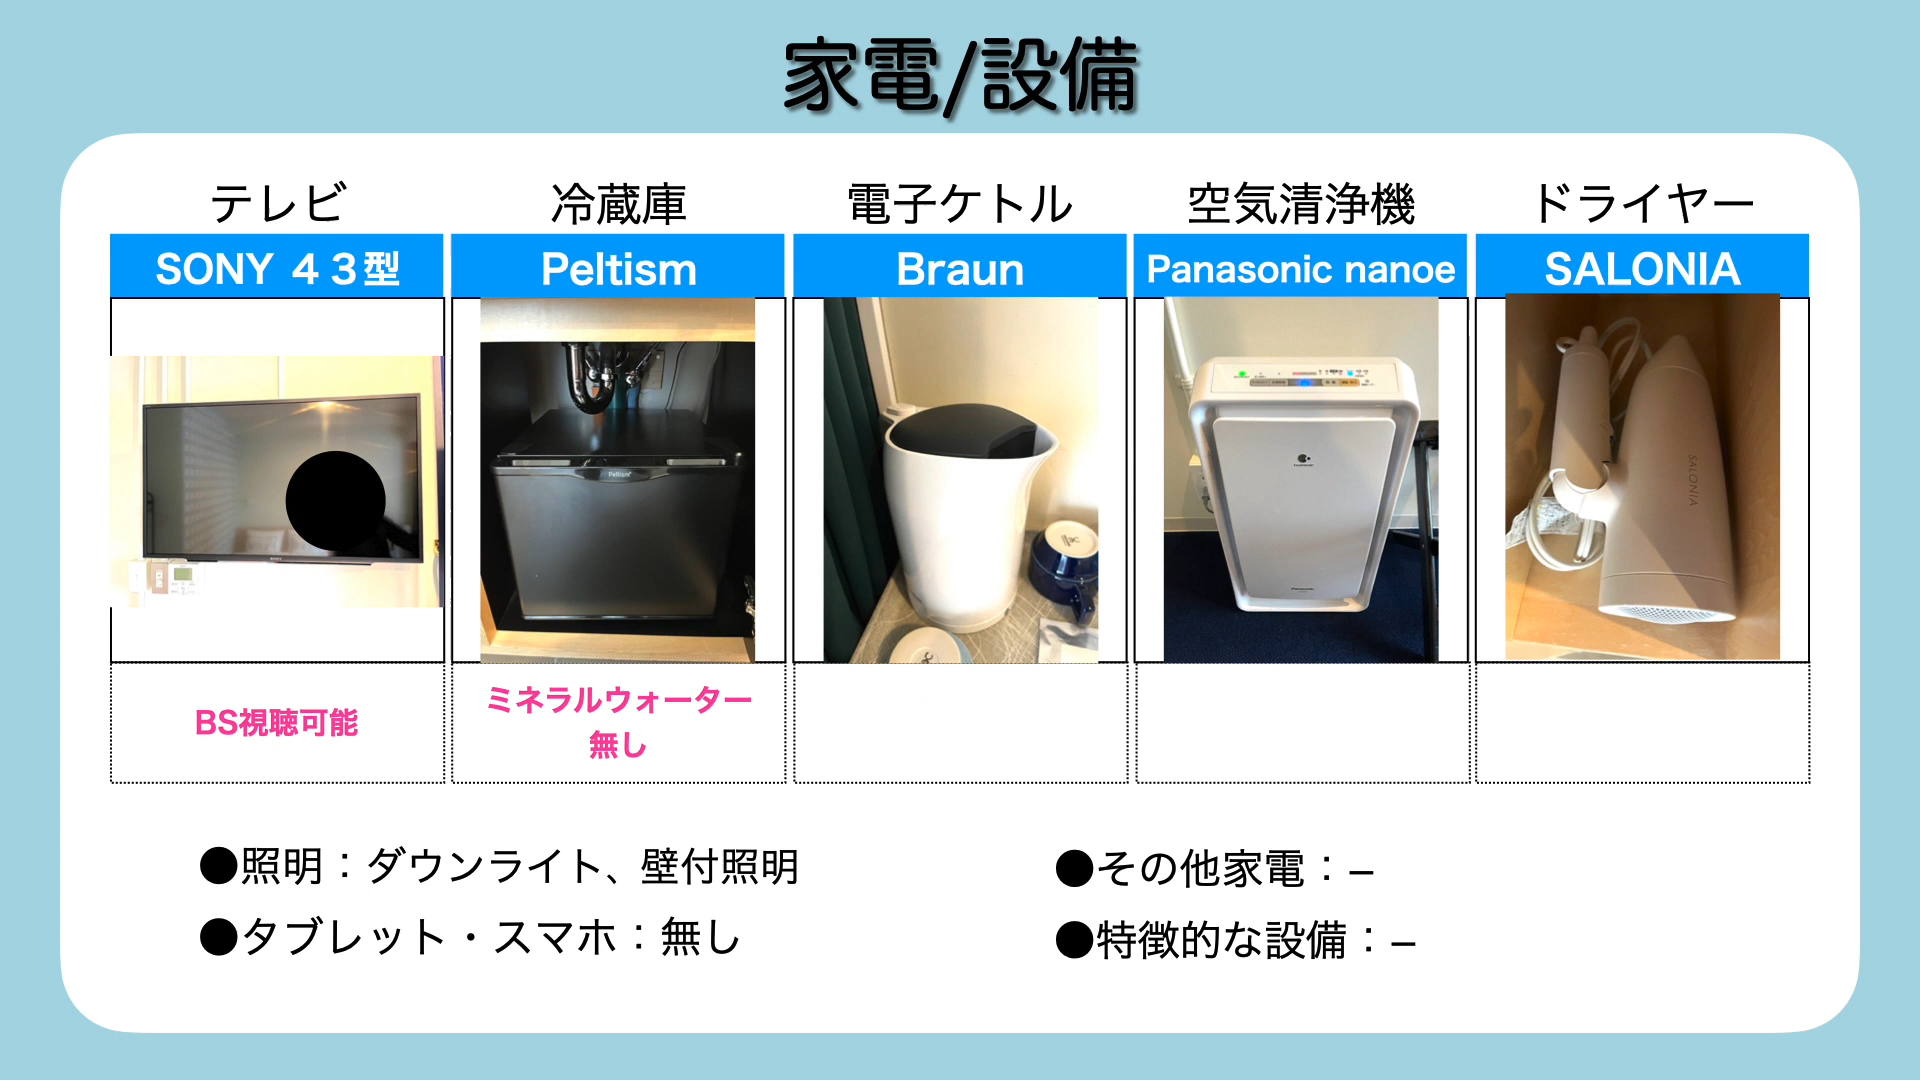 家電/設備
テレビ
冷蔵庫
電子ケトル
空気清浄機
ドライヤー
SONY ４３型
Peltism
Braun
Panasonic nanoe
SALONIA
Peltism
SALONIA
Panasonic
SONY
BS視聴可能
ミネラルウォーター
無し
●照明：ダウンライト、壁付照明
●タブレット・スマホ：無し
●その他家電：–
●特徴的な設備：–